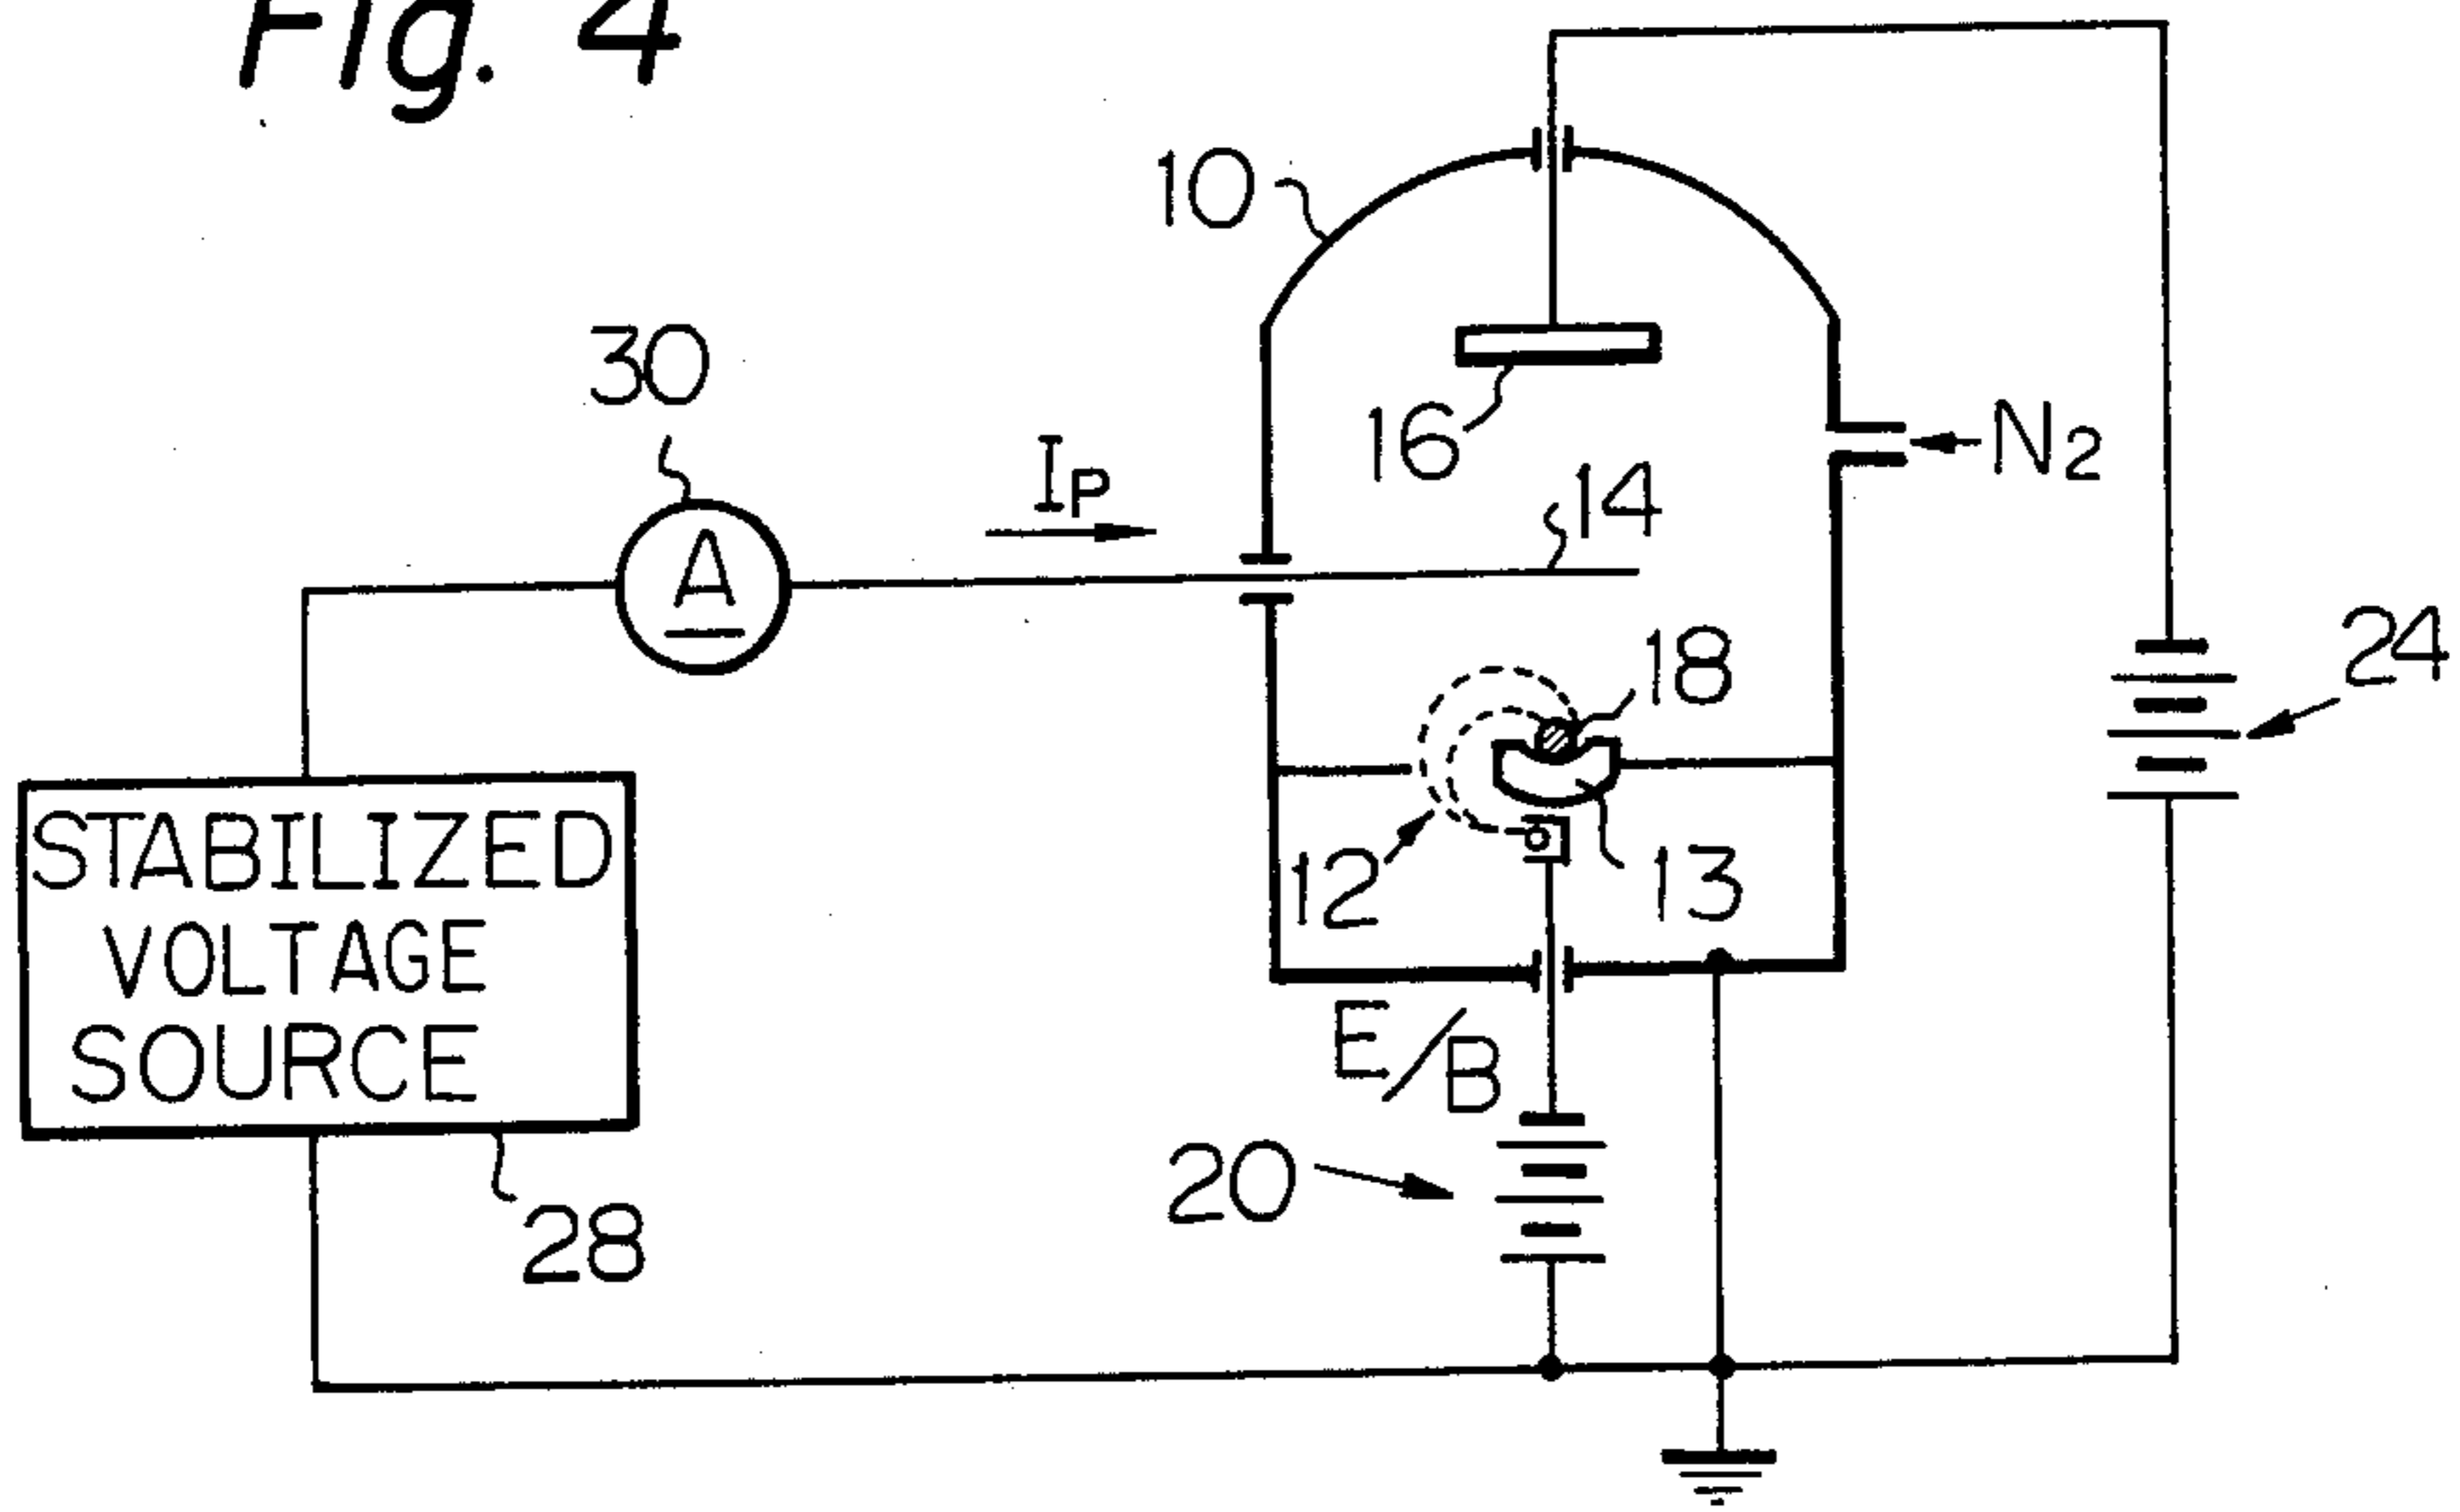 Fig. 4
10
30
16
N2
IP
14
A
18
24
STABILIZED
VOLTAGE
SOURCE
12
13
E/B
20
28